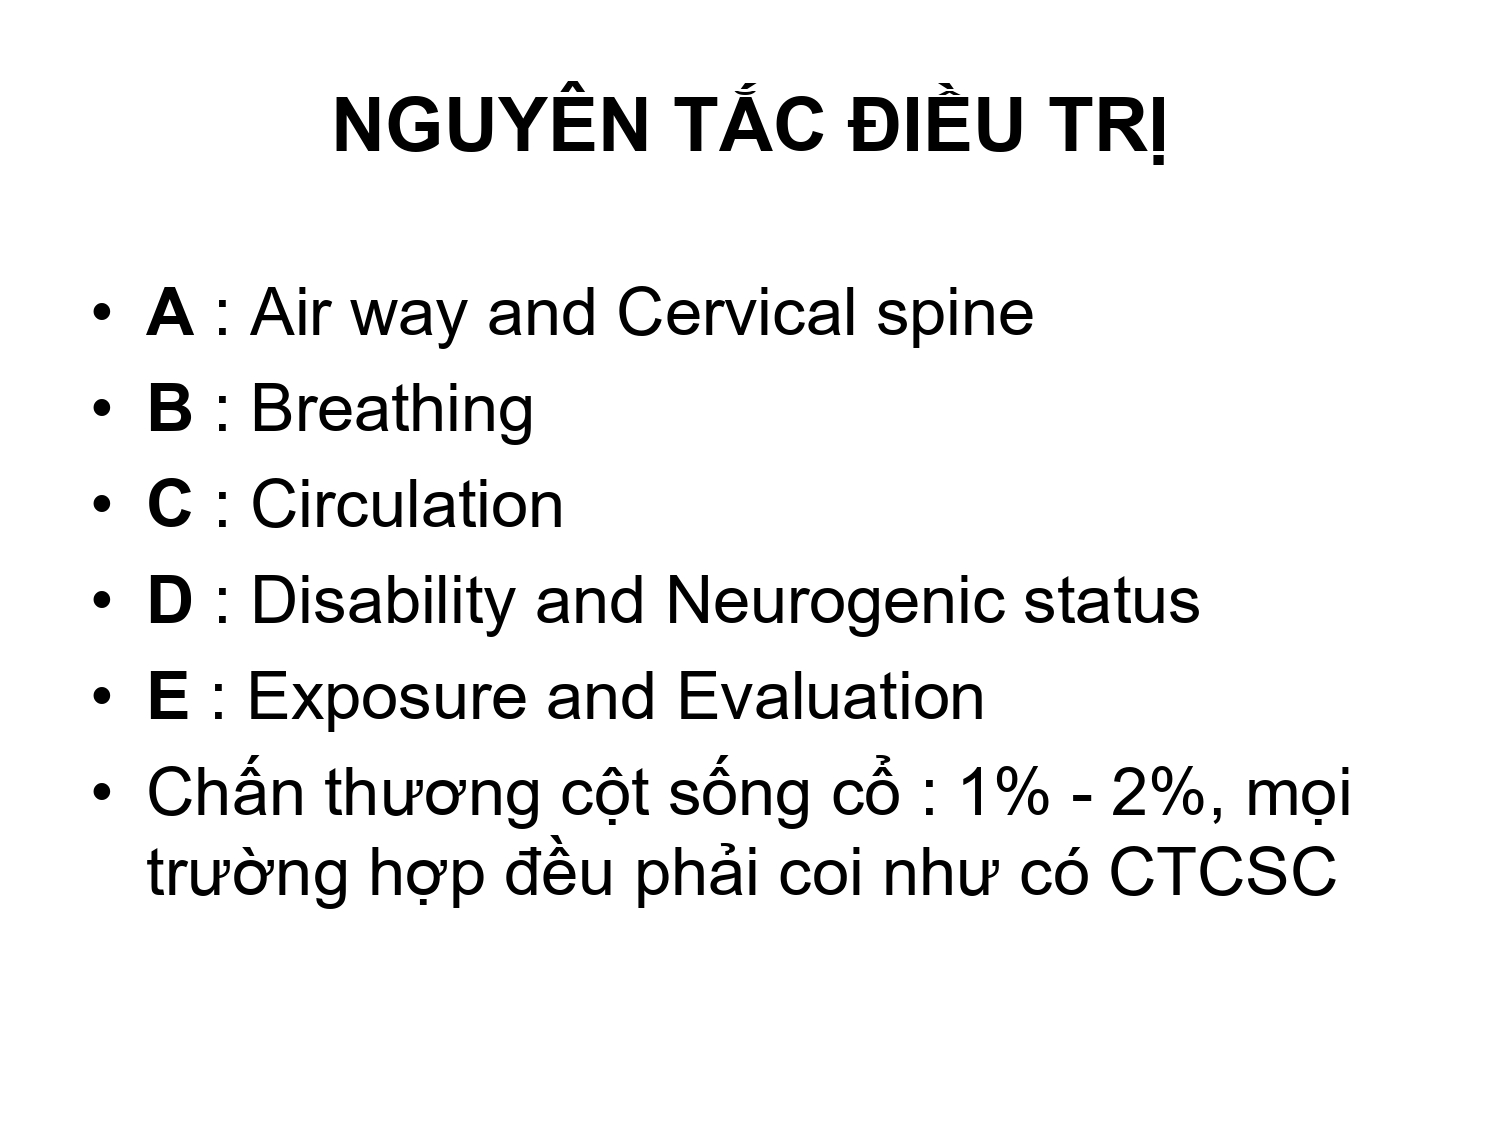 NGUYÊN TẮC ĐIỀU TRỊ
• A : Air way and Cervical spine
• B : Breathing
• C : Circulation
• D : Disability and Neurogenic status
• E : Exposure and Evaluation
• Chấn thương cột sống cổ : 1% - 2%, mọi
trường hợp đều phải coi như có CTCSC